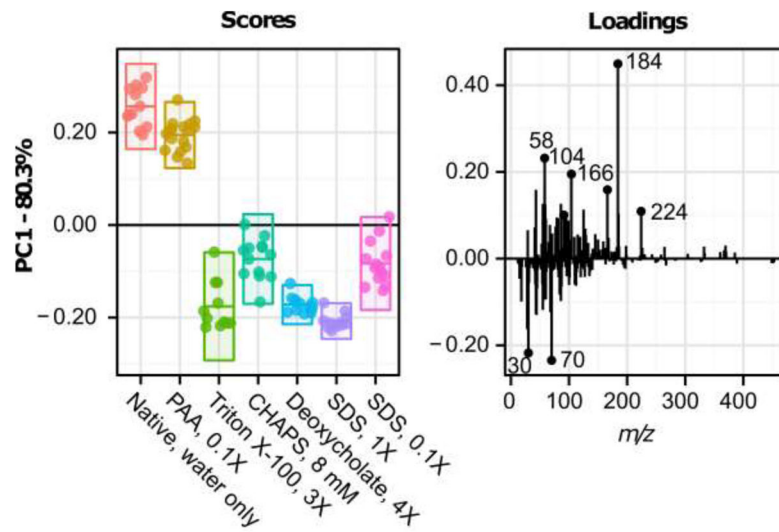 Scores
Loadings
PC1 - 80.3%
0.20
0.00
−0.20
Native, water only
PAA, 0.1X
Triton X-100, 3X
CHAPS, 8 mM
Deoxycholate, 4X
SDS, 1X
SDS, 0.1X
0.40
0.20
0.00
−0.20
184
58
104
166
224
30
70
0
100
200
300
400
m/z